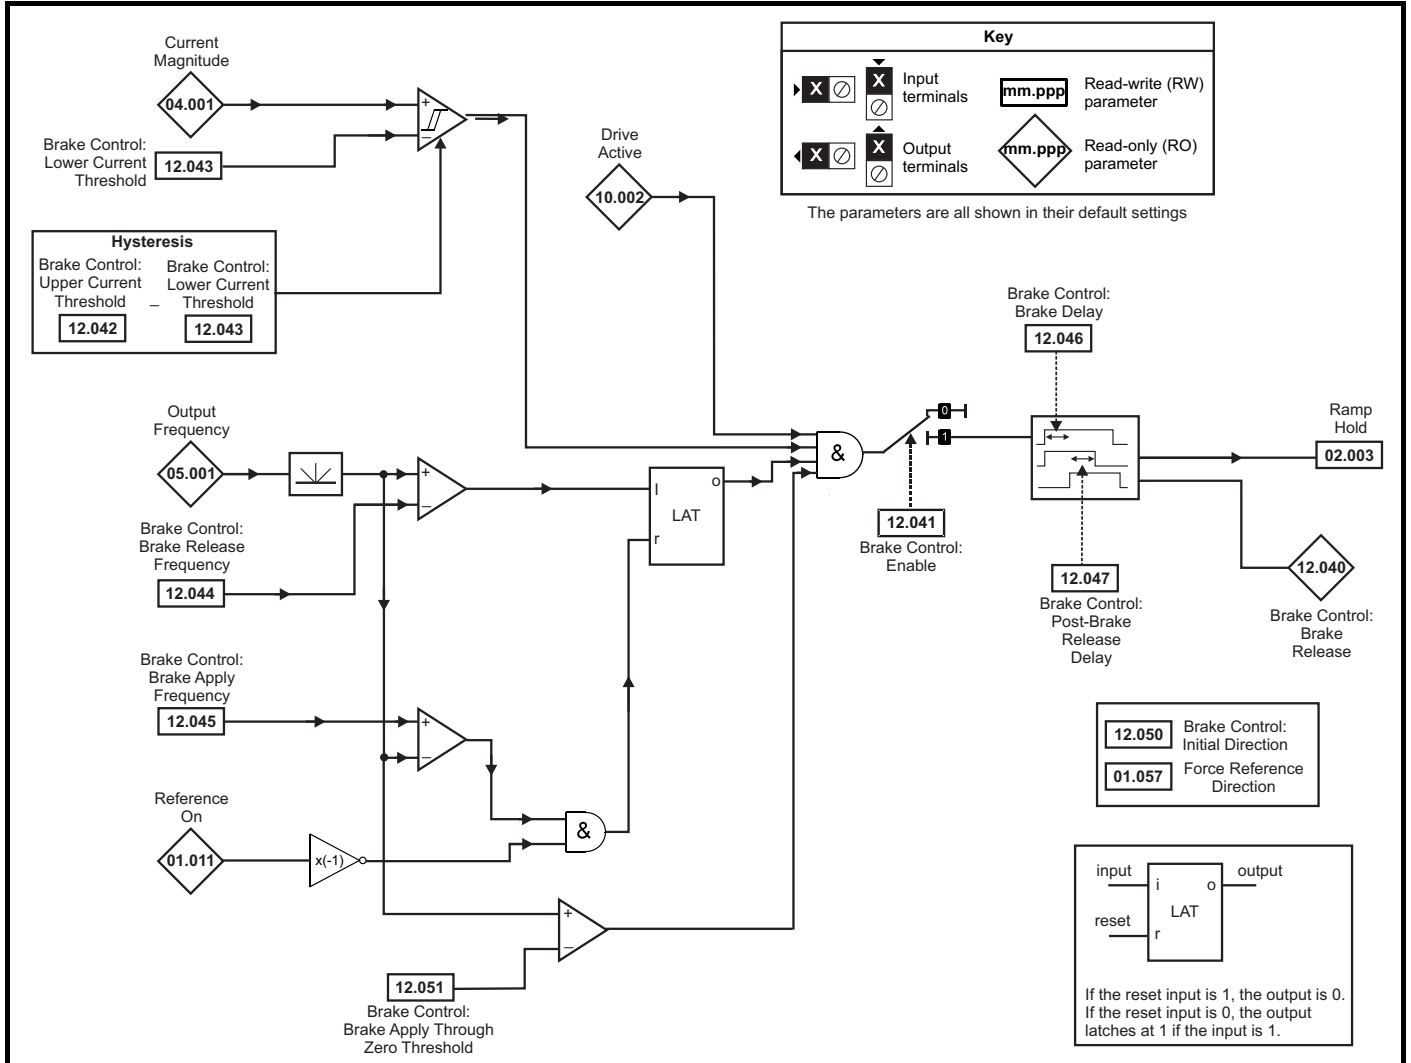 Current
Magnitude
04.001
+
–
Brake Control:
Lower Current
Threshold
12.043
Hysteresis
Brake Control:
Upper Current
Threshold
12.042
–
Brake Control:
Lower Current
Threshold
12.043
Drive
Active
10.002
Key
X
X
Input
terminals
mm.ppp
Read-write (RW)
parameter
X
X
Output
terminals
mm.ppp
Read-only (RO)
parameter
The parameters are all shown in their default settings
Output
Frequency
05.001
+
–
Brake Control:
Brake Release
Frequency
12.044
I
o
LAT
r
&
0
1
12.041
Brake Control:
Enable
Brake Control:
Brake Delay
12.046
12.047
Brake Control:
Post-Brake
Release
Delay
Ramp
Hold
02.003
12.040
Brake Control:
Brake
Release
Brake Control:
Brake Apply
Frequency
12.045
+
–
Reference
On
01.011
x(-1)
&
+
–
12.051
Brake Control:
Brake Apply Through
Zero Threshold
12.050
Brake Control:
Initial Direction
01.057
Force Reference
Direction
input
i
o
output
LAT
reset
r
If the reset input is 1, the output is 0.
If the reset input is 0, the output
latches at 1 if the input is 1.